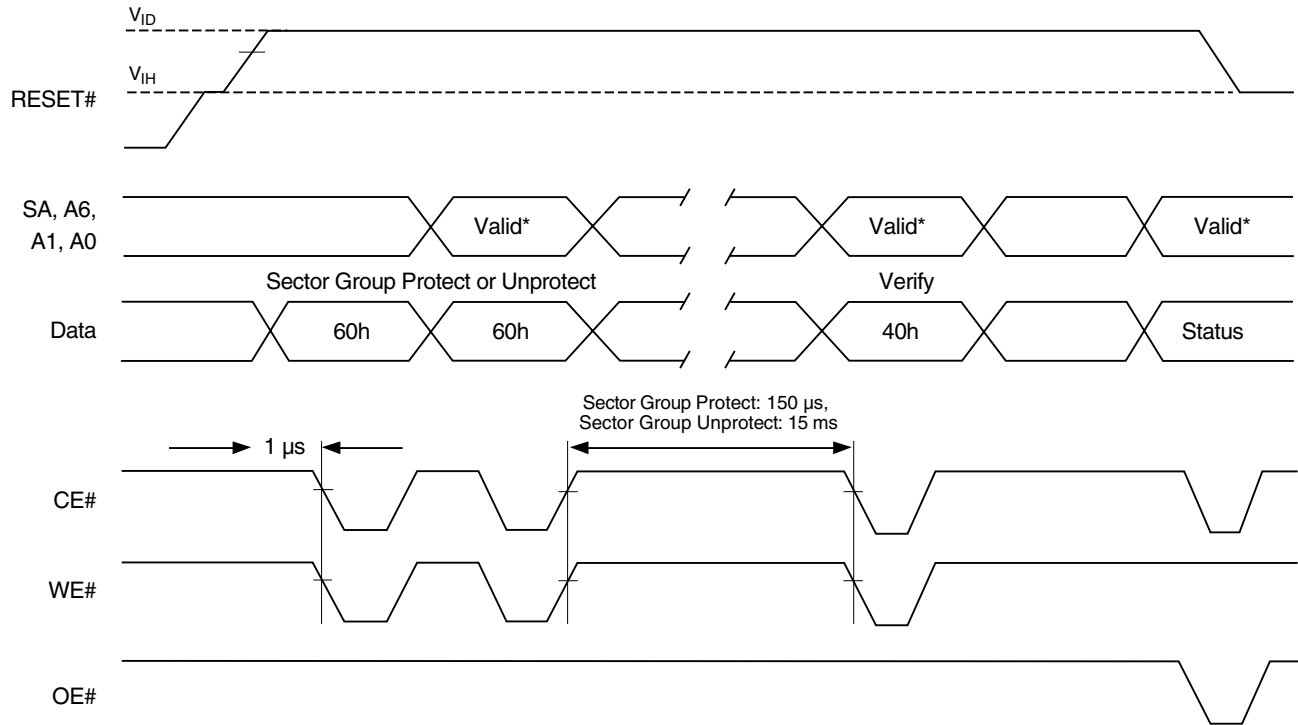 V_ID
V_IH
RESET#
SA, A6,
A1, A0
Valid*
Valid*
Valid*
Sector Group Protect or Unprotect
Verify
Data
60h
60h
40h
Status
Sector Group Protect: 150 µs,
Sector Group Unprotect: 15 ms
1 µs
CE#
WE#
OE#